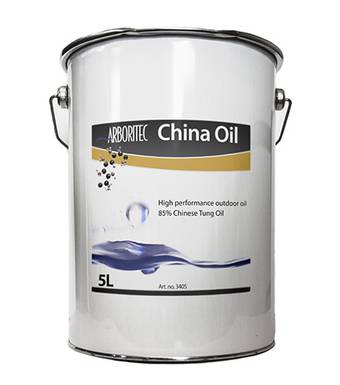 ARBORITEC China Oil
High performance outdoor oil
85% Chinese Tung Oil
5L
Art. no. 3405